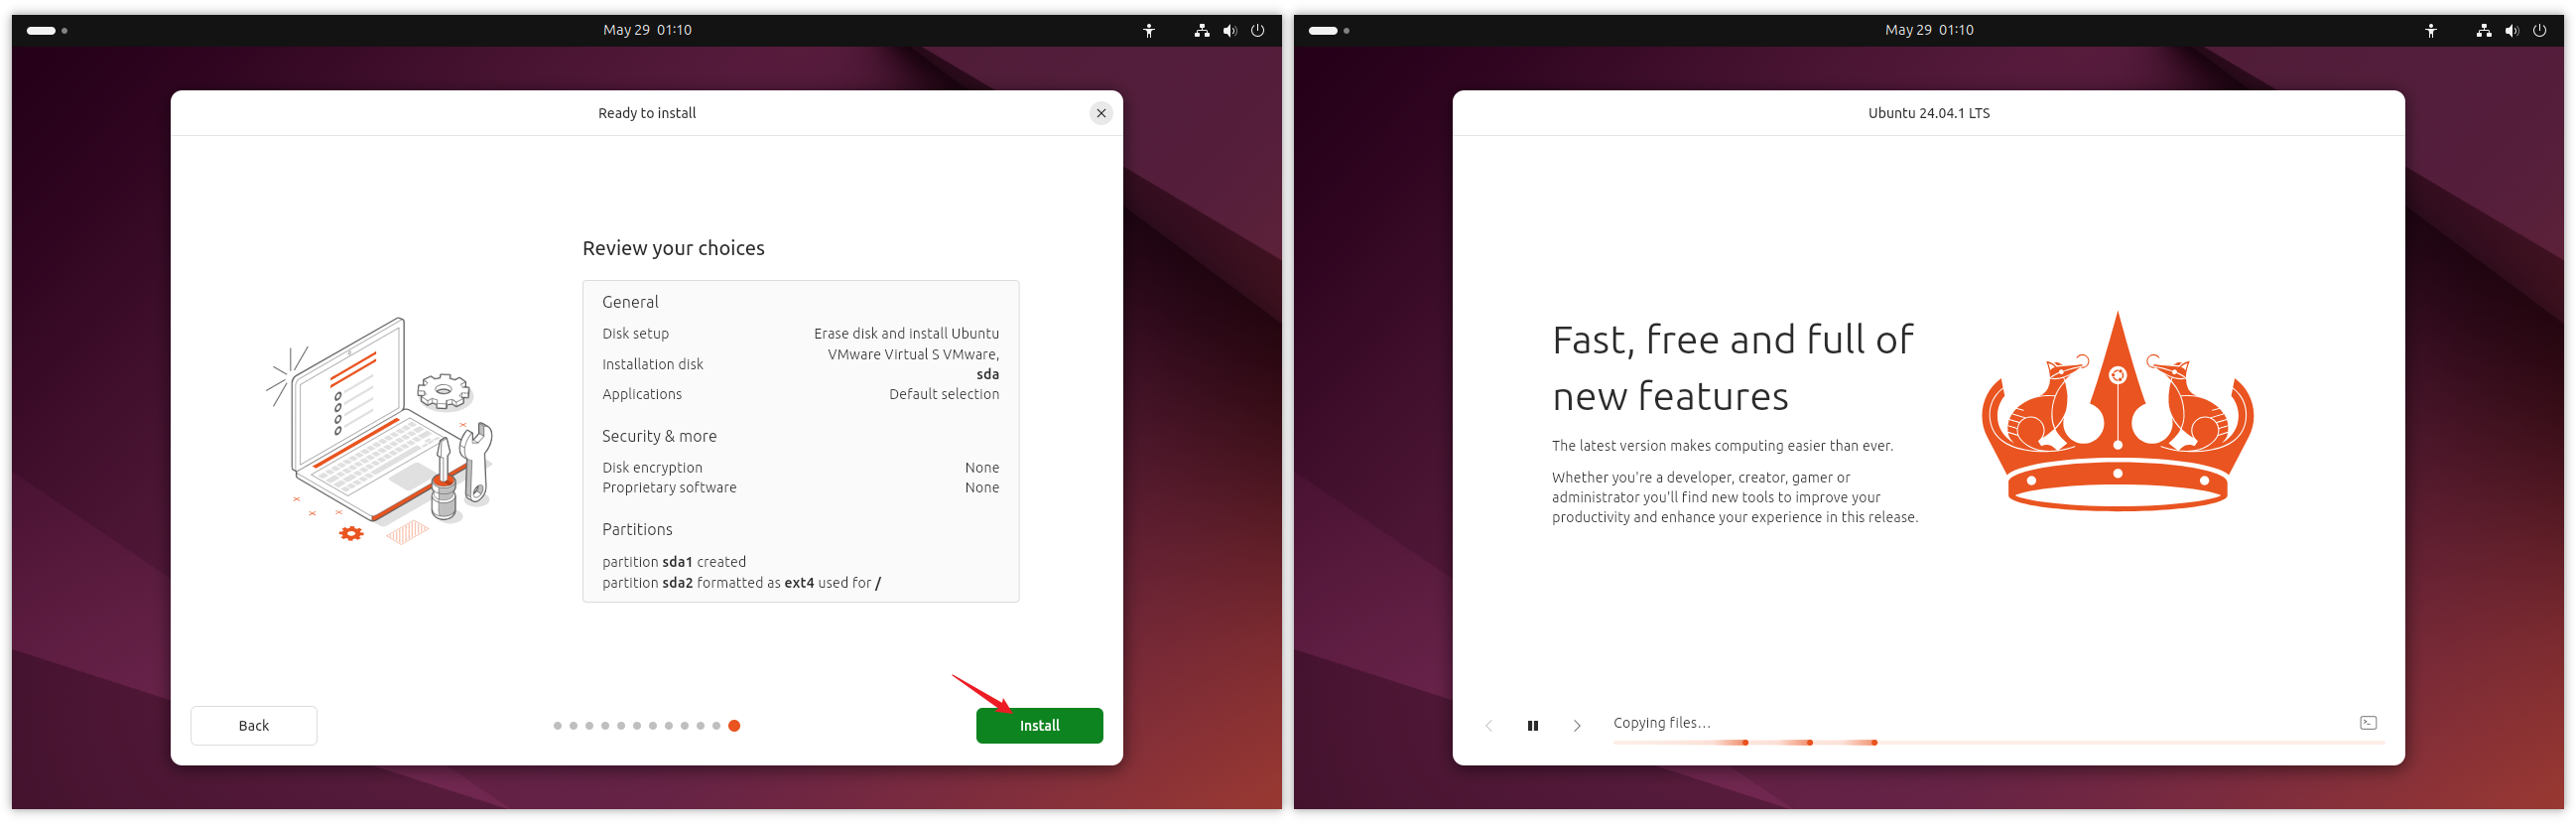 May 29 01:10
Ready to install
Review your choices
General
Disk setup Erase disk and install Ubuntu
Installation disk VMware Virtual S VMware,
sda
Applications Default selection
Security & more
Disk encryption None
Proprietary software None
Partitions
partition sda1 created
partition sda2 formatted as ext4 used for /
Back
Install
May 29 01:10
Ubuntu 24.04.1 LTS
Fast, free and full of
new features
The latest version makes computing easier than ever.
Whether you're a developer, creator, gamer or
administrator you'll find new tools to improve your
productivity and enhance your experience in this release.
Copying files...